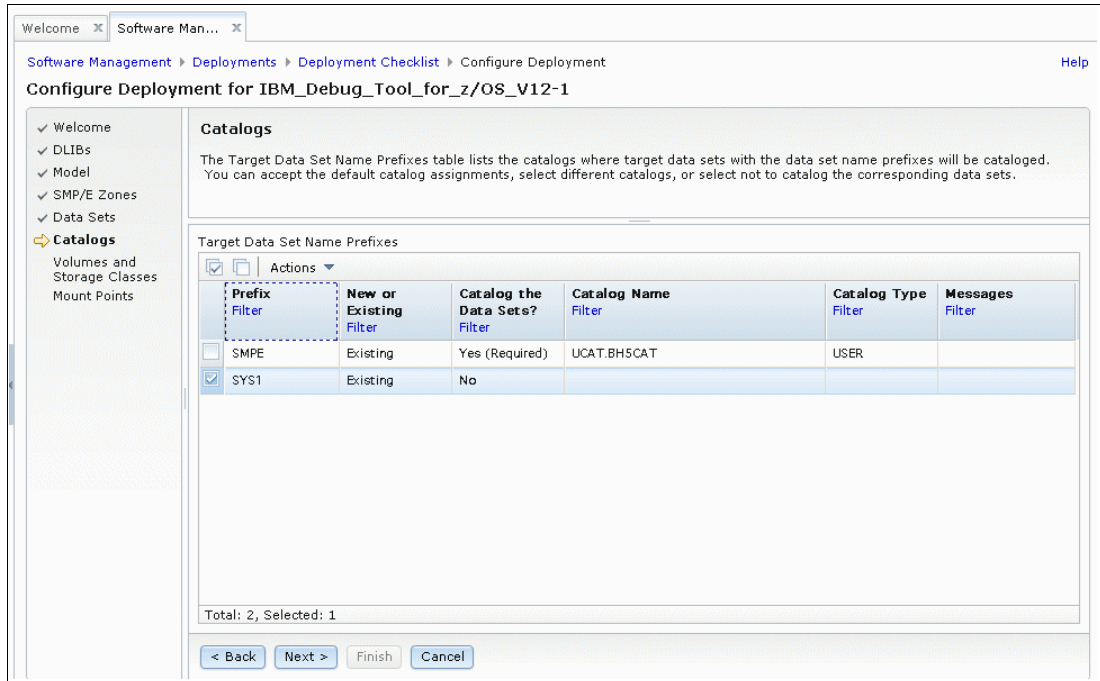 Welcome X Software Man... X
Software Management Deployments Deployment Checklist Configure Deployment Help
Configure Deployment for IBM_Debug_Tool_for_z/OS_V12-1
Welcome
DLIBs
Model
SMP/E Zones
Data Sets
Catalogs
Volumes and
Storage Classes
Mount Points
Catalogs
The Target Data Set Name Prefixes table lists the catalogs where target data sets with the data set name prefixes will be cataloged.
You can accept the default catalog assignments, select different catalogs, or select not to catalog the corresponding data sets.
Target Data Set Name Prefixes
Actions
Prefix New or Catalog the Catalog Name Catalog Type Messages
Filter Existing Data Sets? Filter Filter Filter
Filter Filter
SMPE Existing Yes (Required) UCAT.BH5CAT USER
SYS1 Existing No
Total: 2, Selected: 1
< Back Next > Finish Cancel